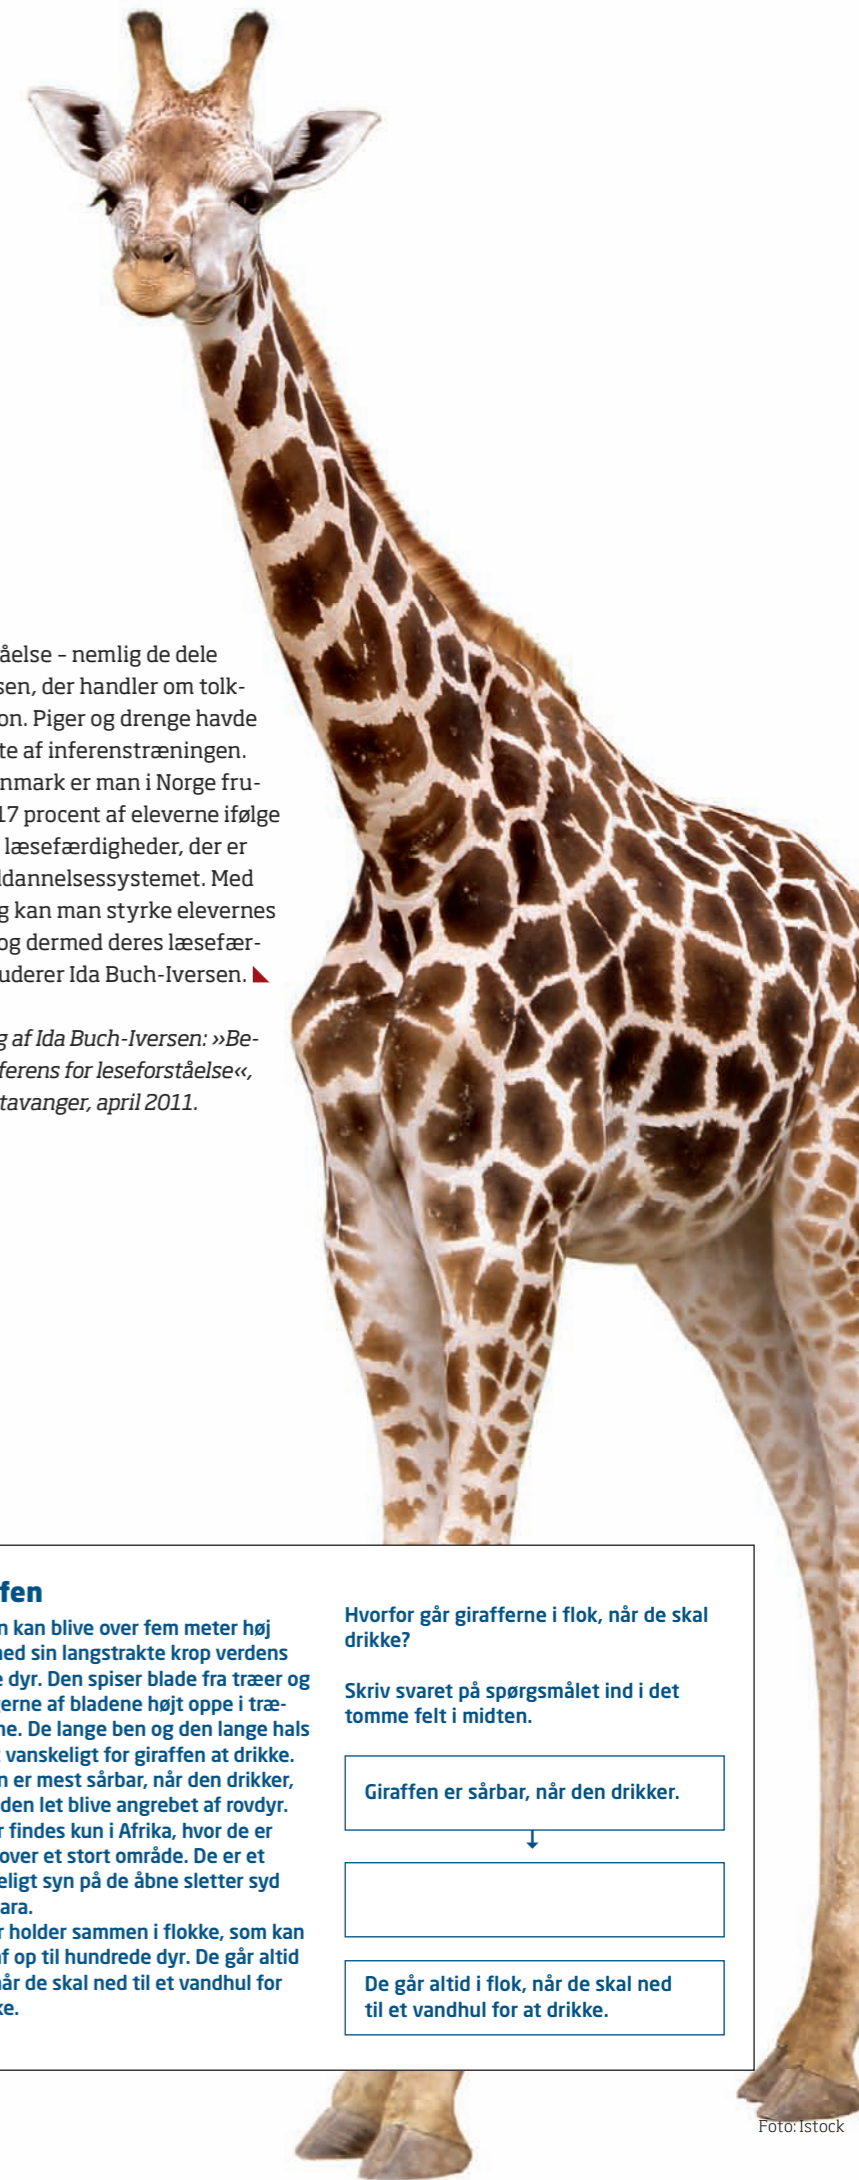 åelse – nemlig de dele
sen, der handler om tolk-
on. Piger og drenge havde
te af inferenstræningen.
nmark er man i Norge fru-
17 procent af eleverne ifølge
læsefærdigheder, der er
ddannelsessystemet. Med
g kan man styrke elevernes
og dermed deres læsefær-
uderer Ida Buch-Iversen.
g af Ida Buch-Iversen: »Be-
ferens for leseforståelse«,
tavanger, april 2011.
fen
n kan blive over fem meter høj
med sin langstrakte krop verdens
e dyr. Den spiser blade fra træer og
gerne af bladene højt oppe i træ-
ne. De lange ben og den lange hals
t vanskeligt for giraffen at drikke.
n er mest sårbar, når den drikker,
den let blive angrebet af rovdyr.
r findes kun i Afrika, hvor de er
over et stort område. De er et
eligt syn på de åbne sletter syd
ara.
r holder sammen i flokke, som kan
af op til hundrede dyr. De går altid
når de skal ned til et vandhul for
ke.
Hvorfor går girafferne i flok, når de skal
drikke?
Skriv svaret på spørgsmålet ind i det
tomme felt i midten.
Giraffen er sårbar, når den drikker.
De går altid i flok, når de skal ned
til et vandhul for at drikke.
Foto: Istock